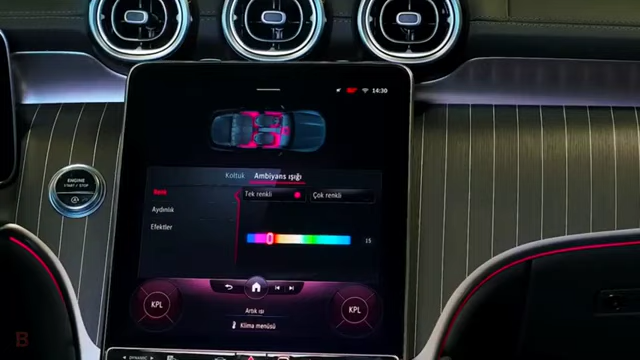 14:30
Koltuk Ambiyans ışığı
ENGINE
START / STOP
Renk Tek renkli Çok renkli
Aydınlık
Efektler
15
KPL KPL
Artık ısı
Klima menüsü
DYNAMIC
B